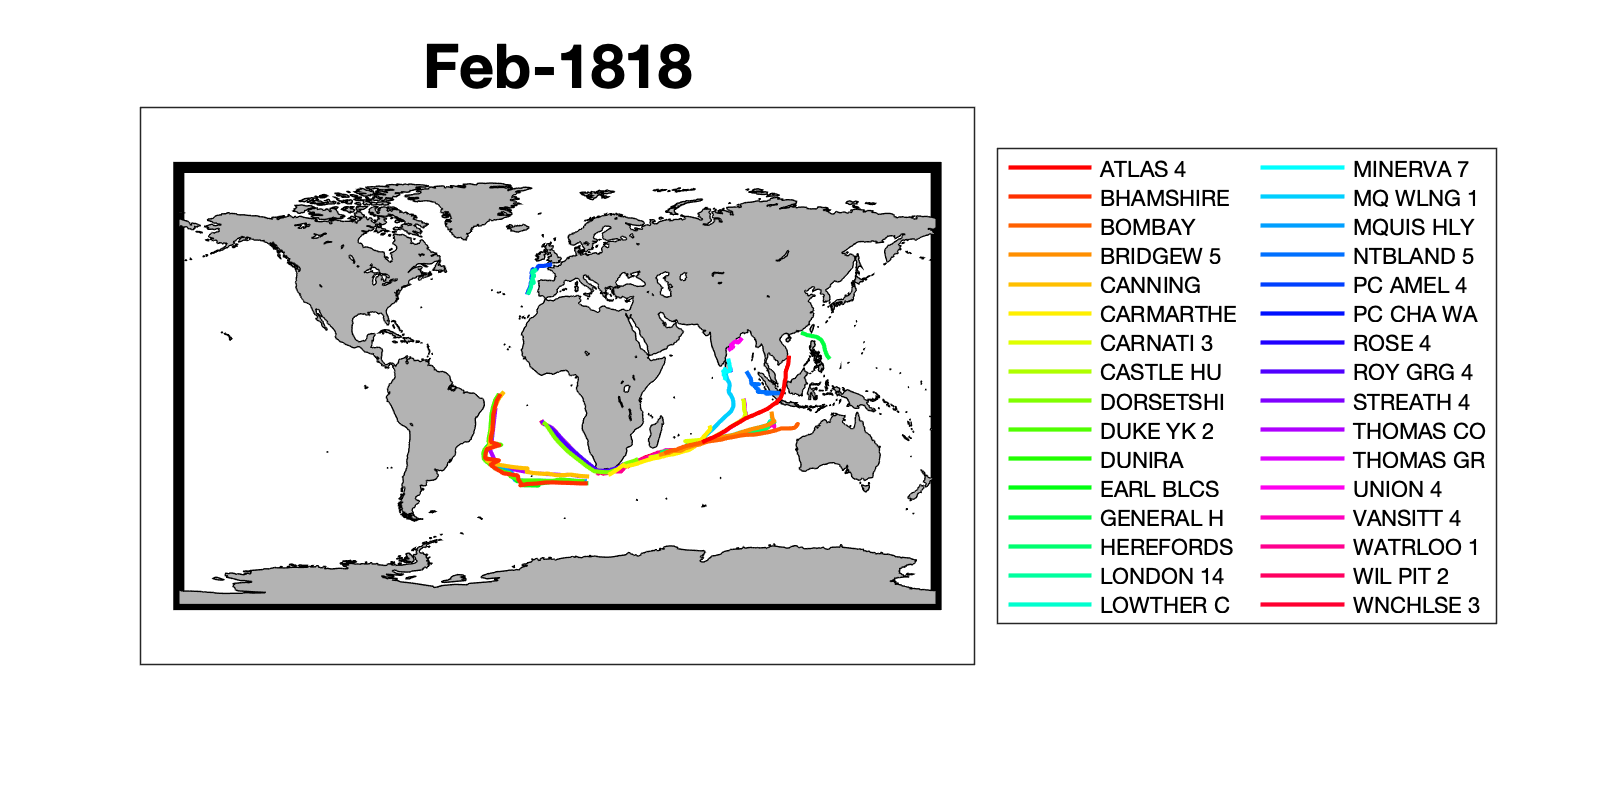 Feb-1818
ATLAS 4
BHAMSHIRE
BOMBAY
BRIDGEW 5
CANNING
CARMARTHE
CARNATI 3
CASTLE HU
DORSETSHI
DUKE YK 2
DUNIRA
EARL BLCS
GENERAL H
HEREFORDS
LONDON 14
LOWTHER C
MINERVA 7
MQ WLNG 1
MQUIS HLY
NTBLAND 5
PC AMEL 4
PC CHA WA
ROSE 4
ROY GRG 4
STREATH 4
THOMAS CO
THOMAS GR
UNION 4
VANSITT 4
WATRLOO 1
WIL PIT 2
WNCHLSE 3